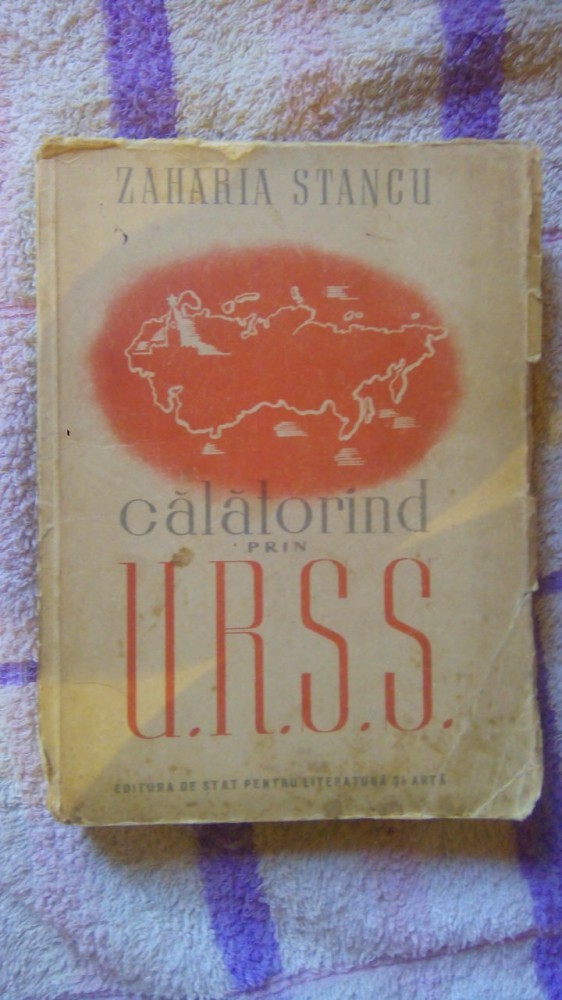 ZAHARIA STANCU
călătorind
PRIN
U.R.S.S.
EDITURA DE STAT PENTRU LITERATURĂ ȘI ARTĂ